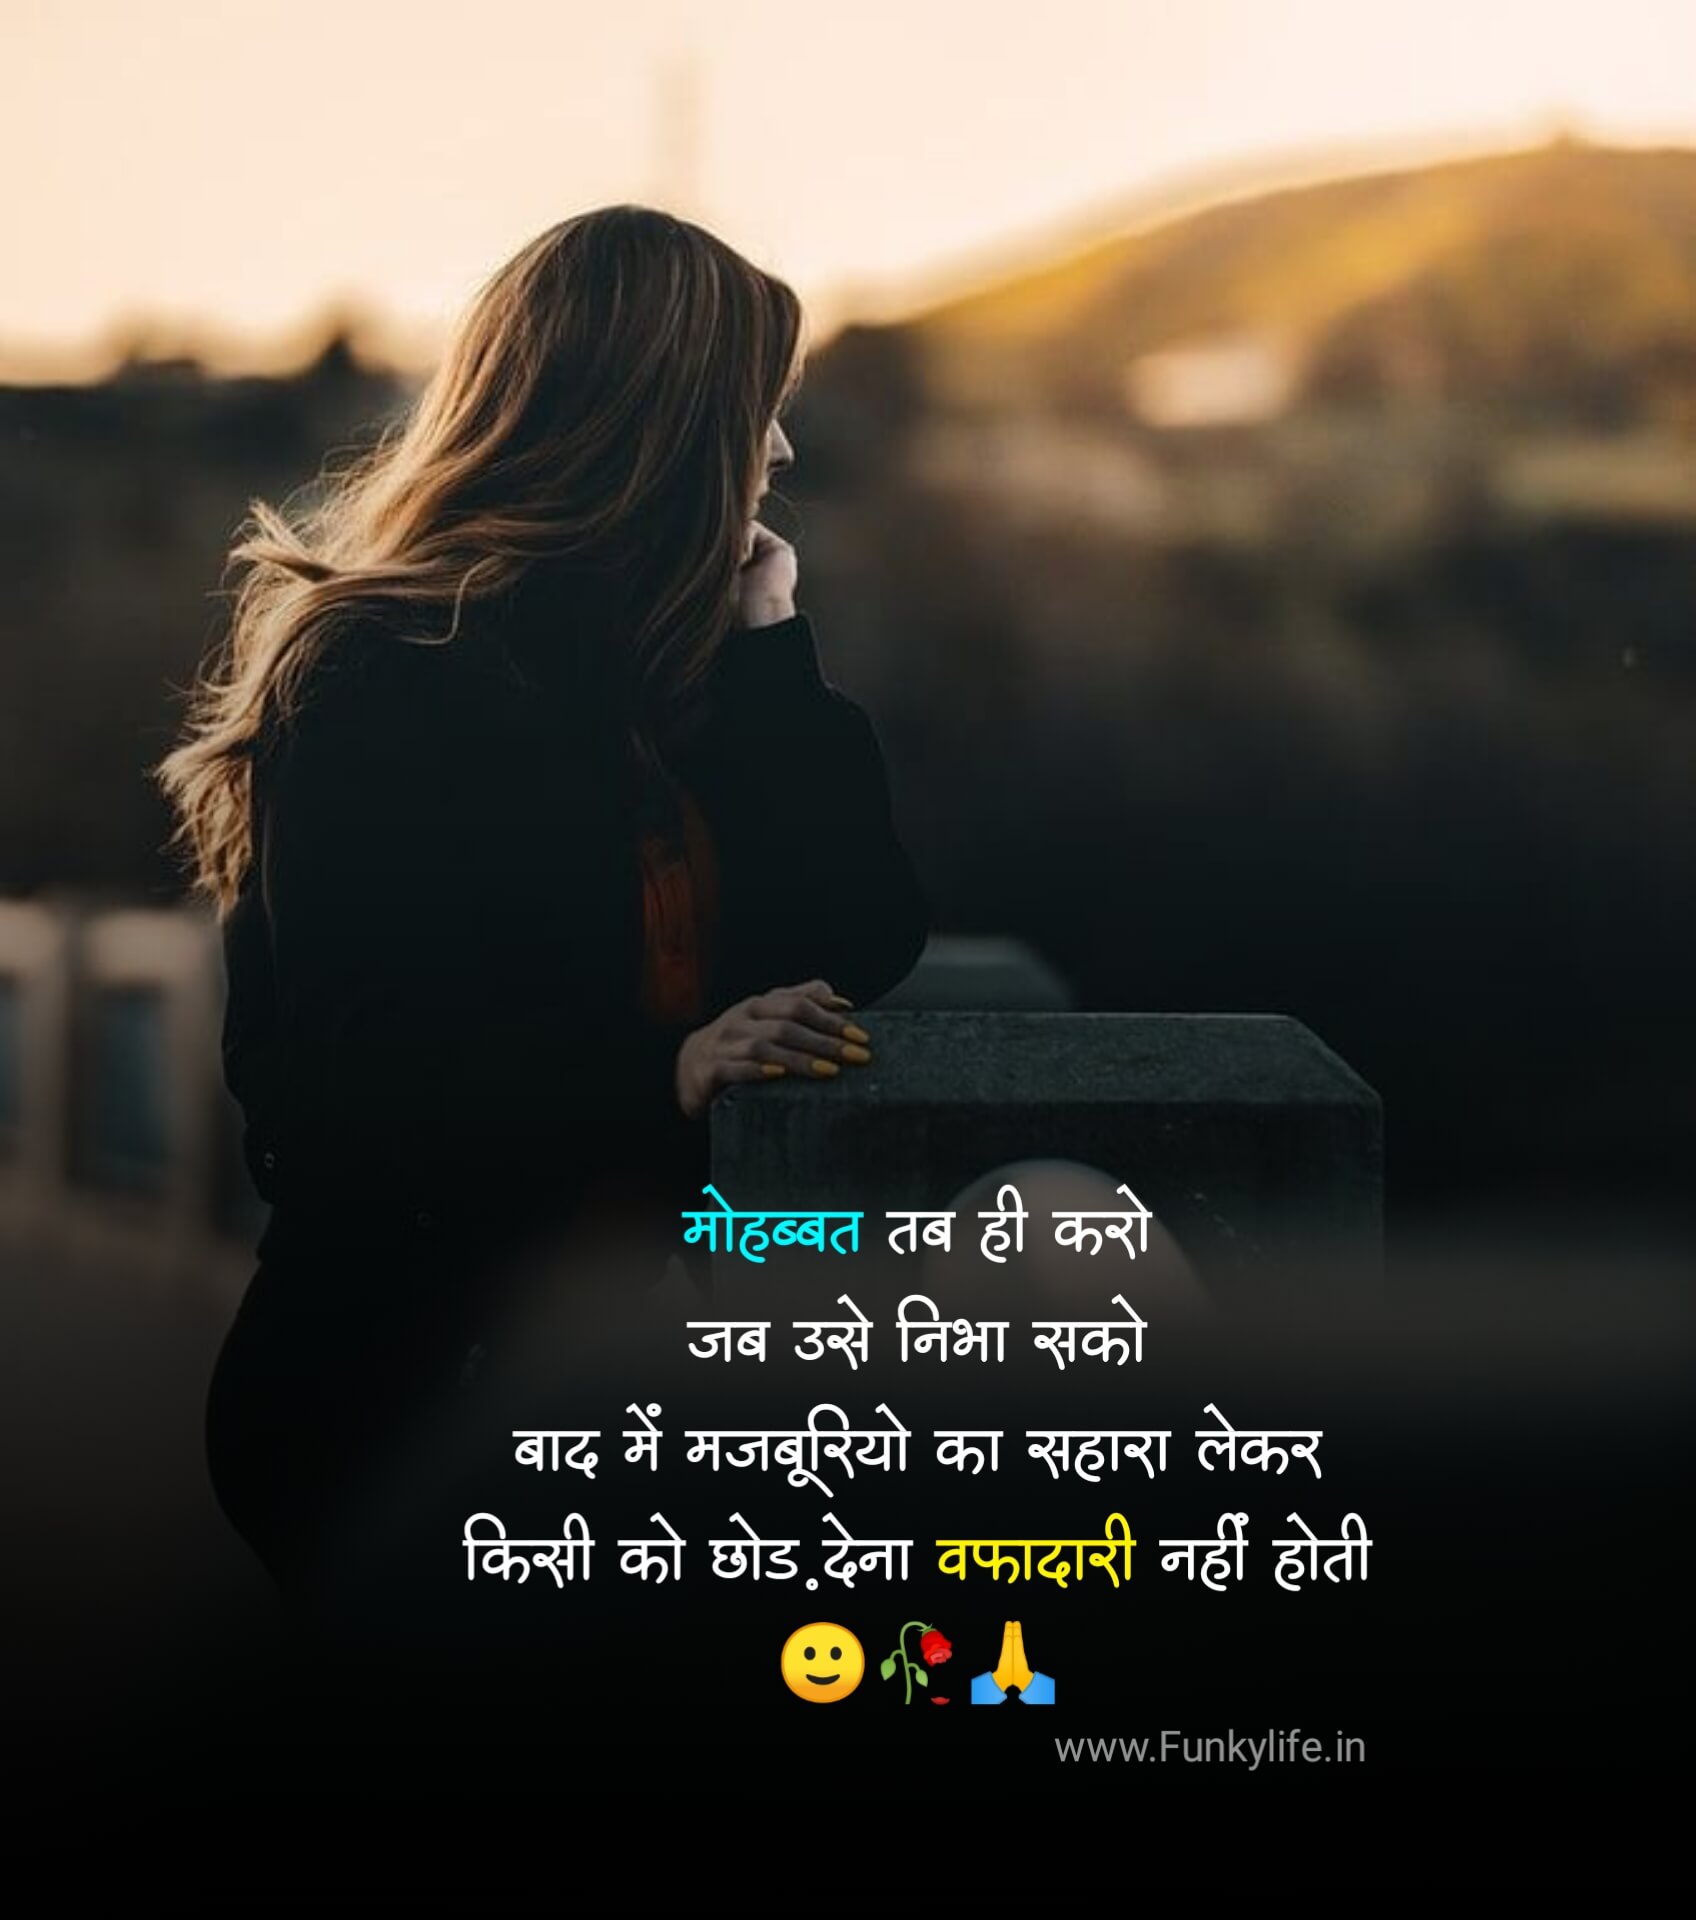 मोहब्बत तब ही करो
जब उसे निभा सको
बाद में मजबूरियो का सहारा लेकर
किसी को छोड़ देना वफादारी नहीं होती
🙂🥀🙏
www.Funkylife.in